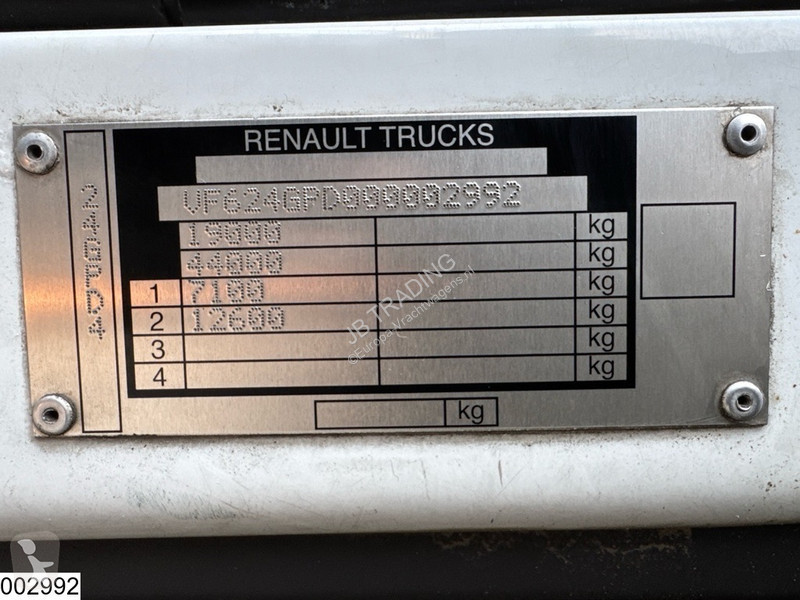 RENAULT TRUCKS
VF624GPD000002992
19000 kg
44000 kg
1 7100 kg
2 12600 kg
3 kg
4 kg
kg
JB TRADING
002992